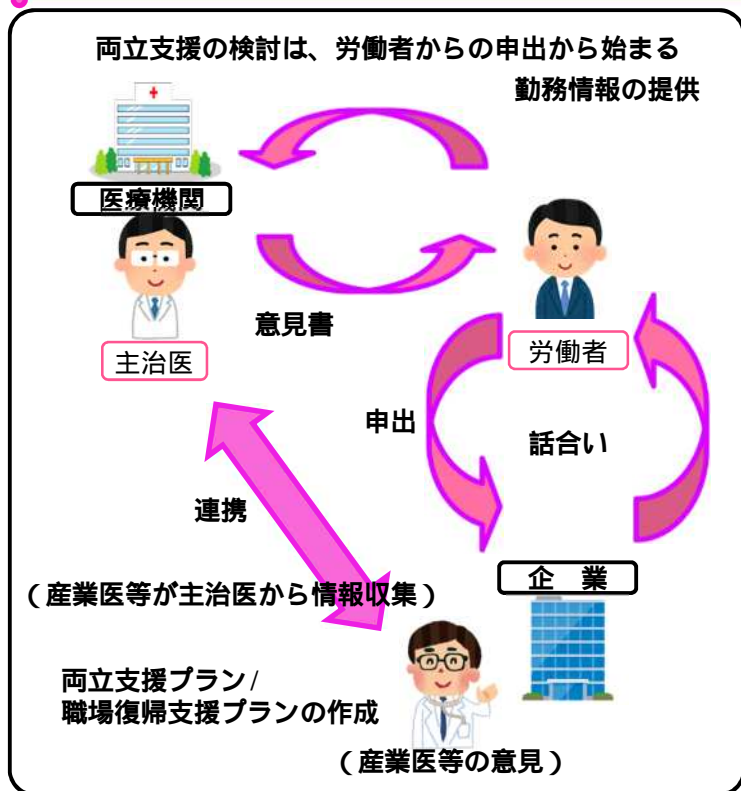 両立支援の検討は、労働者からの申出から始まる
勤務情報の提供
医療機関
意見書
主治医
労働者
申出
話合い
連携
企　業
（産業医等が主治医から情報収集）
両立支援プラン/
職場復帰支援プランの作成
（産業医等の意見）